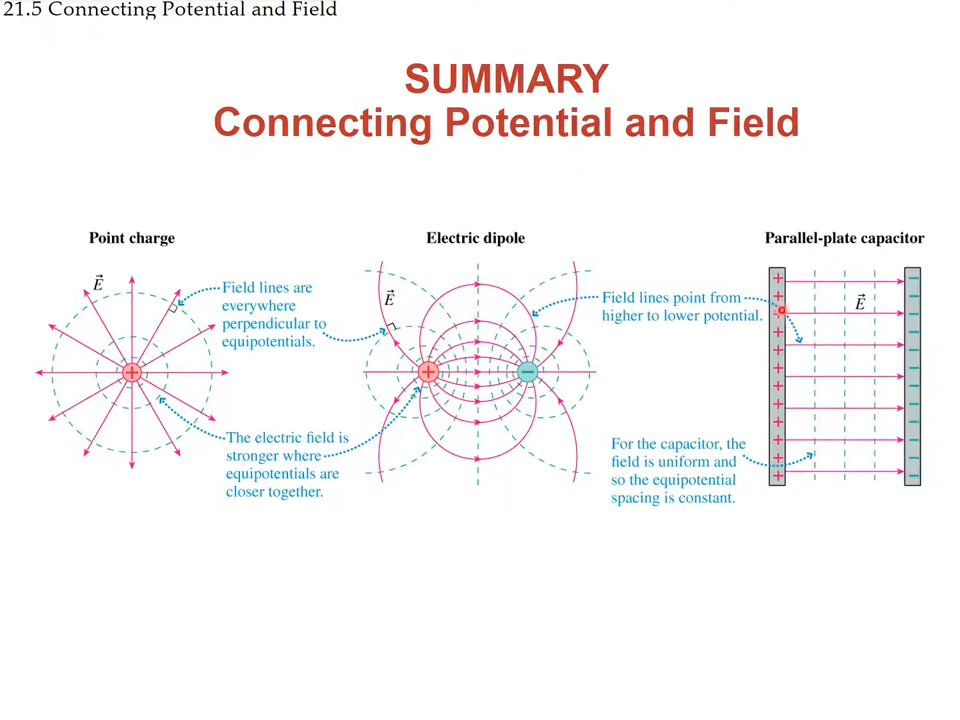 21.5 Connecting Potential and Field
SUMMARY
Connecting Potential and Field
Point charge
E
Field lines are
everywhere
perpendicular to
equipotentials.
The electric field is
stronger where
equipotentials are
closer together.
Electric dipole
E
Field lines point from
higher to lower potential.
For the capacitor, the
field is uniform and
so the equipotential
spacing is constant.
Parallel-plate capacitor
E